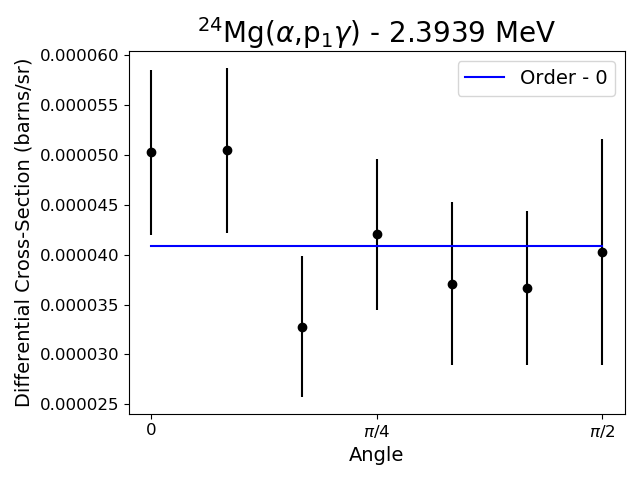 ²⁴Mg(α,p₁γ) - 2.3939 MeV
Order - 0
Differential Cross-Section (barns/sr)
0.000060
0.000055
0.000050
0.000045
0.000040
0.000035
0.000030
0.000025
0
π/4
π/2
Angle